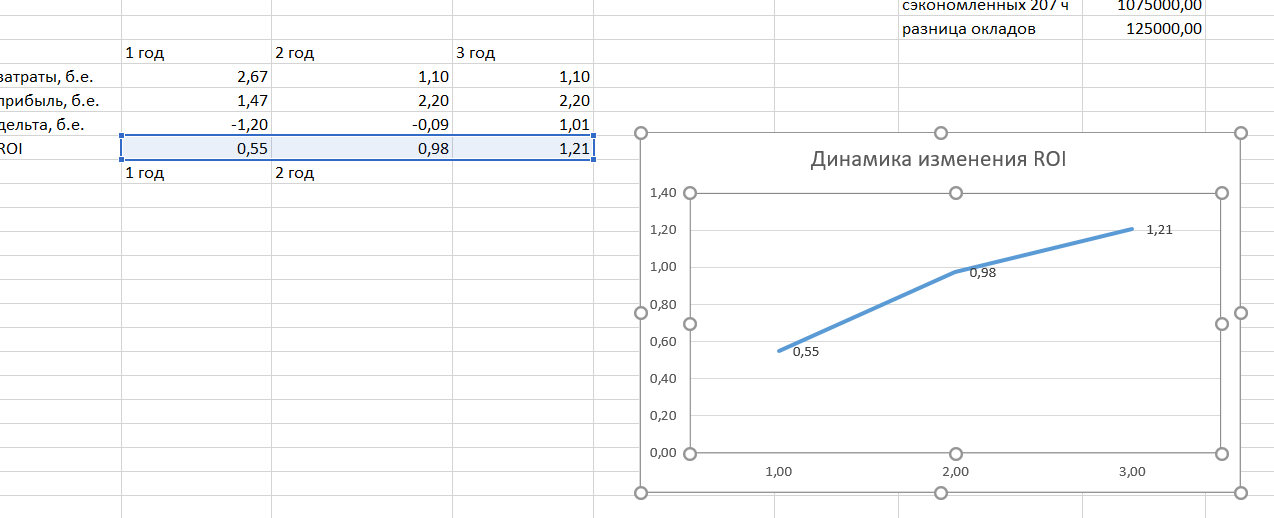 сэкономленных 207 ч 1075000,00
разница окладов 125000,00
1 год 2 год 3 год
затраты, б.е. 2,67 1,10 1,10
прибыль, б.е. 1,47 2,20 2,20
дельта, б.е. -1,20 -0,09 1,01
ROI 0,55 0,98 1,21
1 год 2 год
Динамика изменения ROI
1,40
1,20
1,00
0,80
0,60
0,40
0,20
0,00
1,21
0,98
0,55
1,00 2,00 3,00